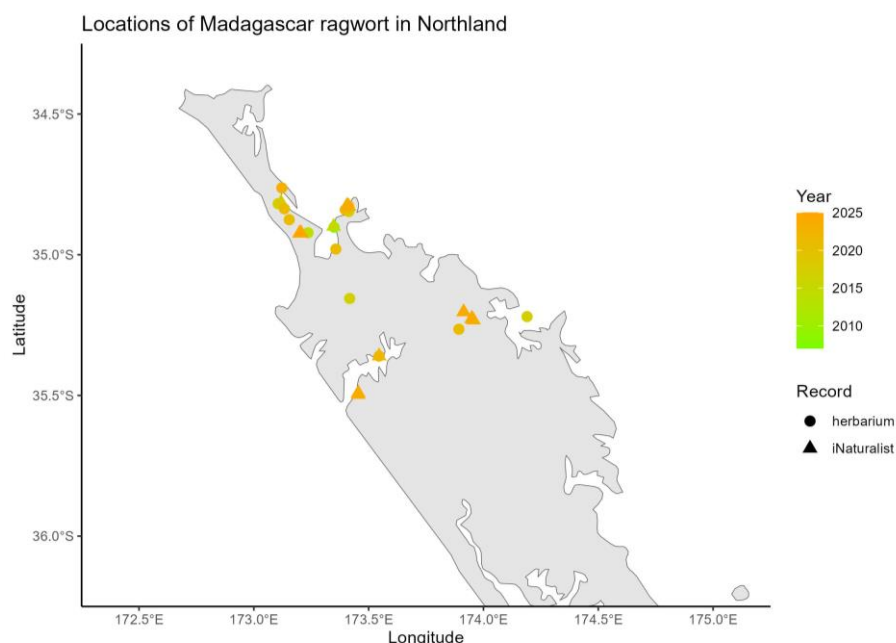 Locations of Madagascar ragwort in Northland
34.5°S
35.0°S
35.5°S
36.0°S
Latitude
172.5°E
173.0°E
173.5°E
174.0°E
174.5°E
175.0°E
Longitude
Year
2025
2020
2015
2010
Record
herbarium
iNaturalist